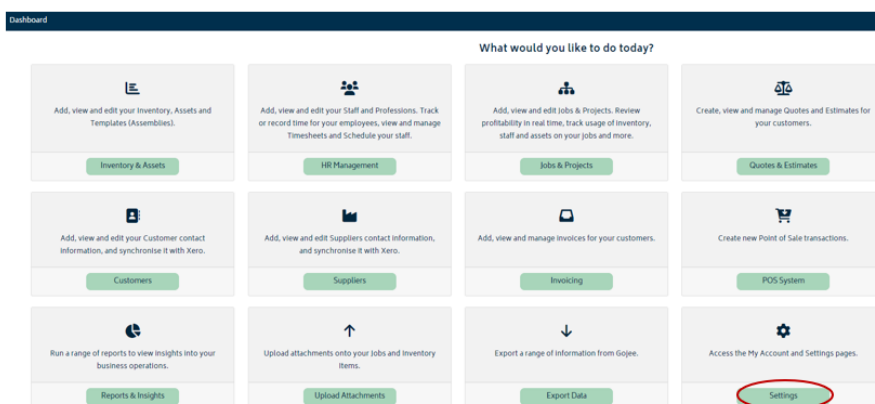 Dashboard
What would you like to do today?
Add, view and edit your Inventory, Assets and
Templates (Assemblies).
Inventory & Assets
Add, view and edit your Staff and Professions. Track
or record time for your employees, view and manage
Timesheets and Schedule your staff.
HR Management
Add, view and edit Jobs & Projects. Review
profitability in real time, track usage of inventory,
staff and assets on your jobs and more.
Jobs & Projects
Create, view and manage Quotes and Estimates for
your customers.
Quotes & Estimates
Add, view and edit your Customer contact
information, and synchronise it with Xero.
Customers
Add, view and edit Suppliers contact information,
and synchronise it with Xero.
Suppliers
Add, view and manage invoices for your customers.
Invoicing
Create new Point of Sale transactions.
POS System
Run a range of reports to view insights into your
business operations.
Reports & Insights
Upload attachments onto your Jobs and Inventory
items.
Upload Attachments
Export a range of information from Gojee.
Export Data
Access the My Account and Settings pages.
Settings